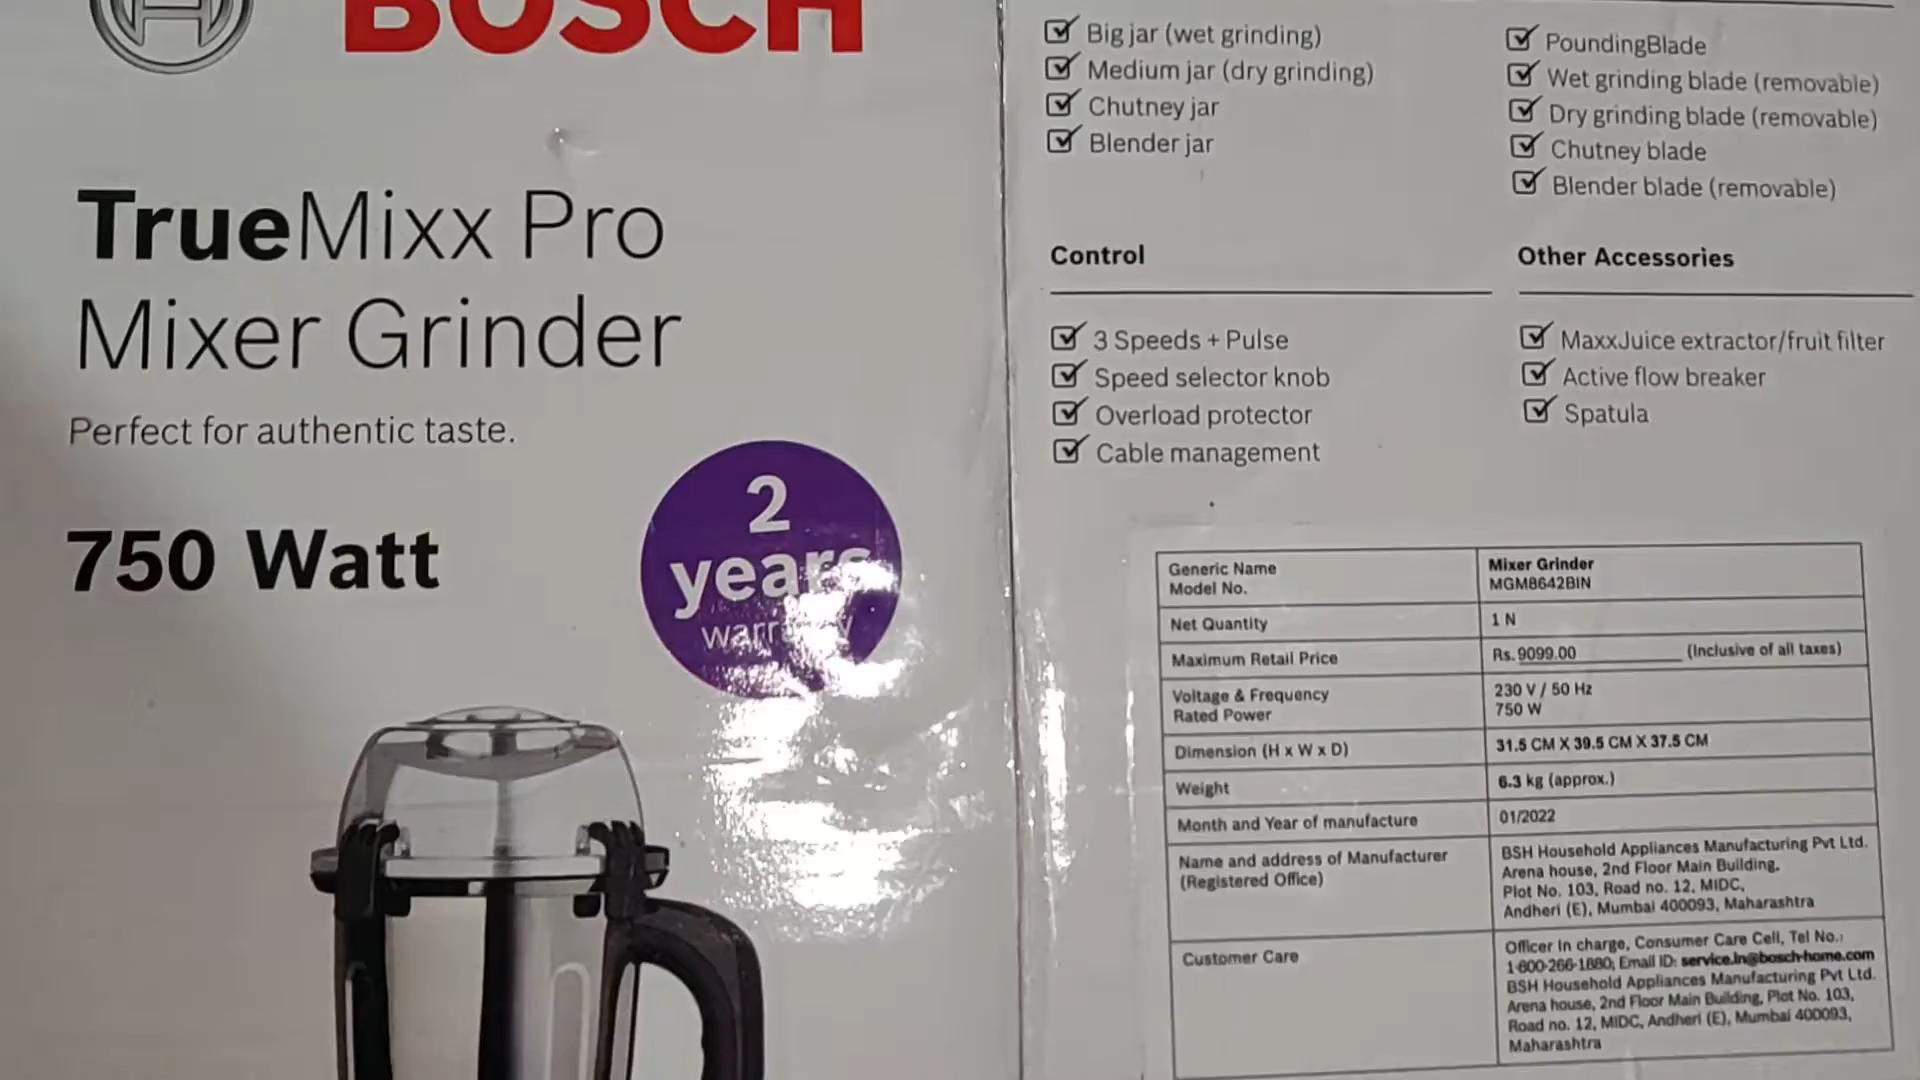 BOSCH
TrueMixx Pro
Mixer Grinder
Perfect for authentic taste.
750 Watt
2
years
warranty
Big jar (wet grinding)
Medium jar (dry grinding)
Chutney jar
Blender jar
PoundingBlade
Wet grinding blade (removable)
Dry grinding blade (removable)
Chutney blade
Blender blade (removable)
Control
3 Speeds + Pulse
Speed selector knob
Overload protector
Cable management
Other Accessories
MaxxJuice extractor/fruit filter
Active flow breaker
Spatula
Generic Name Mixer Grinder
Model No. MGM8642BIN
Net Quantity 1 N
Maximum Retail Price Rs. 9099.00 (Inclusive of all taxes)
Voltage & Frequency 230 V / 50 Hz
Rated Power 750 W
Dimension (H x W x D) 31.5 CM X 39.5 CM X 37.5 CM
Weight 6.3 kg (approx.)
Month and Year of manufacture 01/2022
Name and address of Manufacturer
(Registered Office)
BSH Household Appliances Manufacturing Pvt Ltd.
Arena house, 2nd Floor Main Building,
Plot No. 103, Road no. 12, MIDC,
Andheri (E), Mumbai 400093, Maharashtra
Customer Care
Officer In charge, Consumer Care Cell, Tel No.:
1-800-266-1880; Email ID: service.in@bosch-home.com
BSH Household Appliances Manufacturing Pvt Ltd.
Arena house, 2nd Floor Main Building, Plot No. 103,
Road no. 12, MIDC, Andheri (E), Mumbai 400093,
Maharashtra